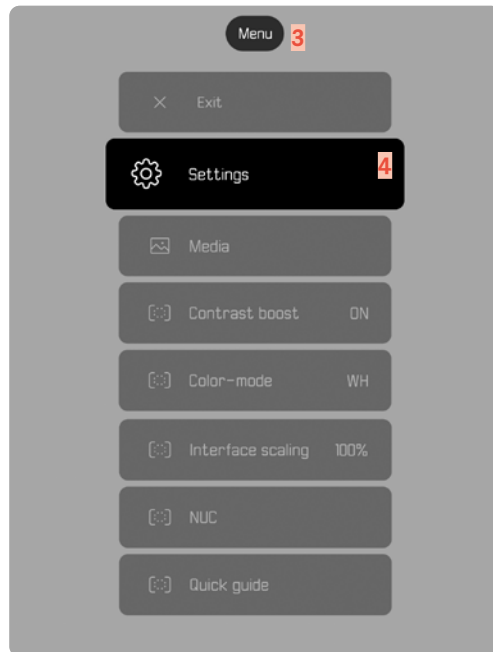 Menu 3
Exit
Settings 4
Media
Contrast boost ON
Color-mode WH
Interface scaling 100%
NUC
Quick guide